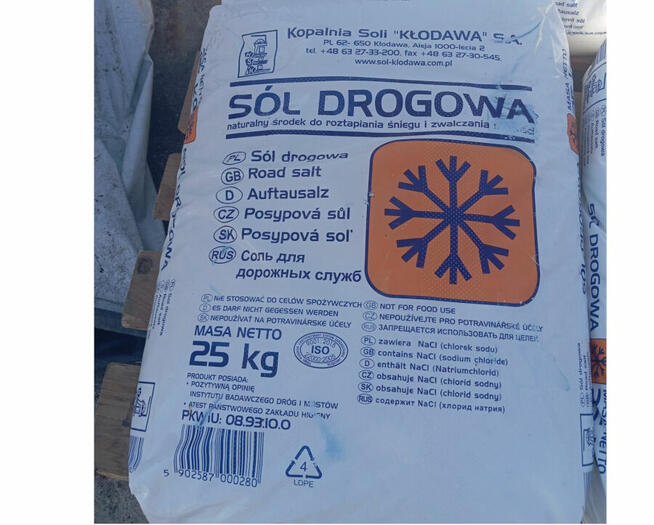 Kopalnia Soli "KŁODAWA" S.A.
PL 62-650 Kłodawa, Aleja 1000-lecia 2
tel. +48 63 27-33-200, fax +48 63 27-30-545,
www.sol-klodawa.com.pl
SÓL DROGOWA
naturalny środek do roztapiania śniegu i zwalczania
PL Sól drogowa
GB Road salt
D Auftausalz
CZ Posypová sůl
SK Posypová soľ
RUS Соль для
дорожных служб
PL NIE STOSOWAĆ DO CELÓW SPOŻYWCZYCH
D ES DARF NICHT GEGESSEN WERDEN
SK NEPOUŽÍVAŤ NA POTRAVINÁRSKE ÚČELY
GB NOT FOR FOOD USE
CZ NEPOUŽÍVEJTE PRO POTRAVINÁŘSKÉ ÚČELY
RUS ЗАПРЕЩАЕТСЯ ИСПОЛЬЗОВАТЬ ДЛЯ
MASA NETTO
25 kg
ISO
PL zawiera NaCl (chlorek sodu)
GB contains NaCl (sodium chloride)
D enthält NaCl (Natriumchlorid)
CZ obsahuje NaCl (chlorid sodny)
SK obsahuje NaCl (chlorid sodny)
RUS содержит NaCl (хлорид натрия)
PRODUKT POSIADA:
• POZYTYWNĄ OPINIĘ
INSTYTUTU BADAWCZEGO DRÓG I MOSTÓW
• ATEST PAŃSTWOWEGO ZAKŁADU HIGIENY
PKWiU: 08.93.10.0
5 902587 000280
4
LDPE
MASA NETTO
SÓL DROGOWA
Road salt
MASA NETTO